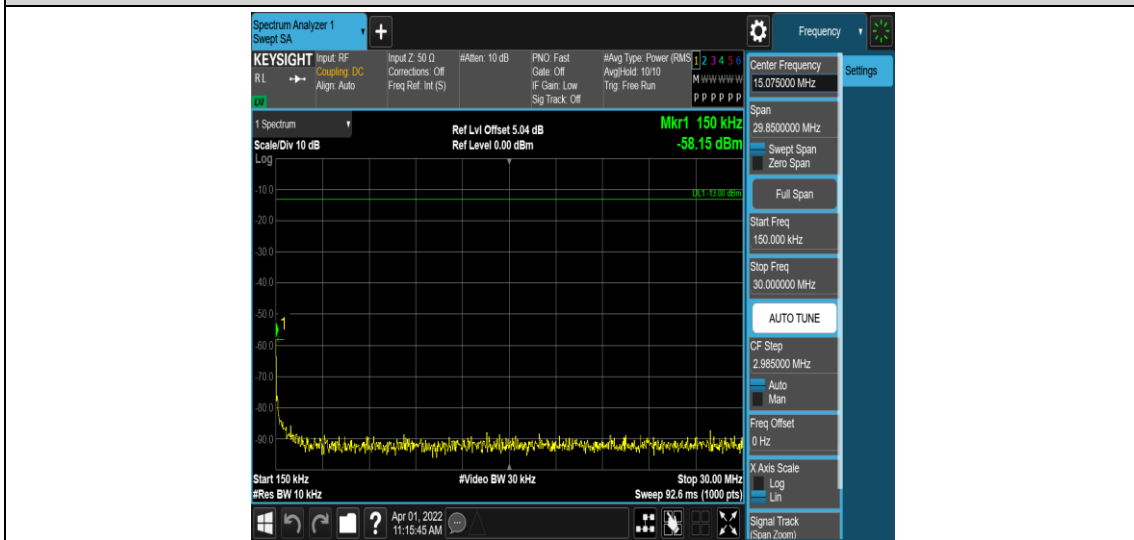 Spectrum Analyzer 1
Swept SA
Frequency
KEYSIGHT
RL
LXI
Input: RF
Coupling: DC
Align: Auto
Input Z: 50 Ω
Corrections: Off
Freq Ref: Int (S)
#Atten: 10 dB
PNO: Fast
Gate: Off
IF Gain: Low
Sig Track: Off
#Avg Type: Power (RMS
Avg|Hold: 10/10
Trig: Free Run
1 2 3 4 5 6
M W W W W W
P P P P P P
1 Spectrum
Scale/Div 10 dB
Log
Ref Lvl Offset 5.04 dB
Ref Level 0.00 dBm
Mkr1 150 kHz
-58.15 dBm
DL1 -13.00 dBm
-10.0
-20.0
-30.0
-40.0
-50.0
1
-60.0
-70.0
-80.0
-90.0
Start 150 kHz
#Res BW 10 kHz
#Video BW 30 kHz
Stop 30.00 MHz
Sweep 92.6 ms (1000 pts)
Apr 01, 2022
11:15:45 AM
Center Frequency
15.075000 MHz
Settings
Span
29.8500000 MHz
Swept Span
Zero Span
Full Span
Start Freq
150.000 kHz
Stop Freq
30.000000 MHz
AUTO TUNE
CF Step
2.985000 MHz
Auto
Man
Freq Offset
0 Hz
X Axis Scale
Log
Lin
Signal Track
(Span Zoom)